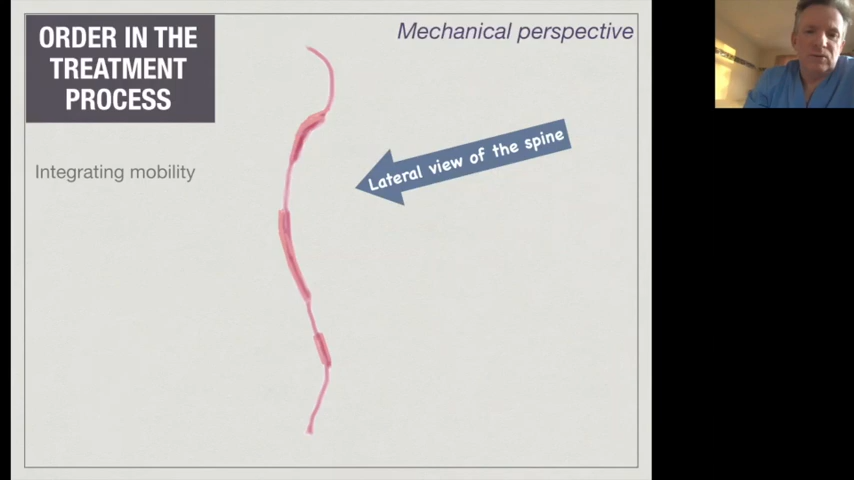 ORDER IN THE
TREATMENT
PROCESS
Mechanical perspective
Integrating mobility
Lateral view of the spine